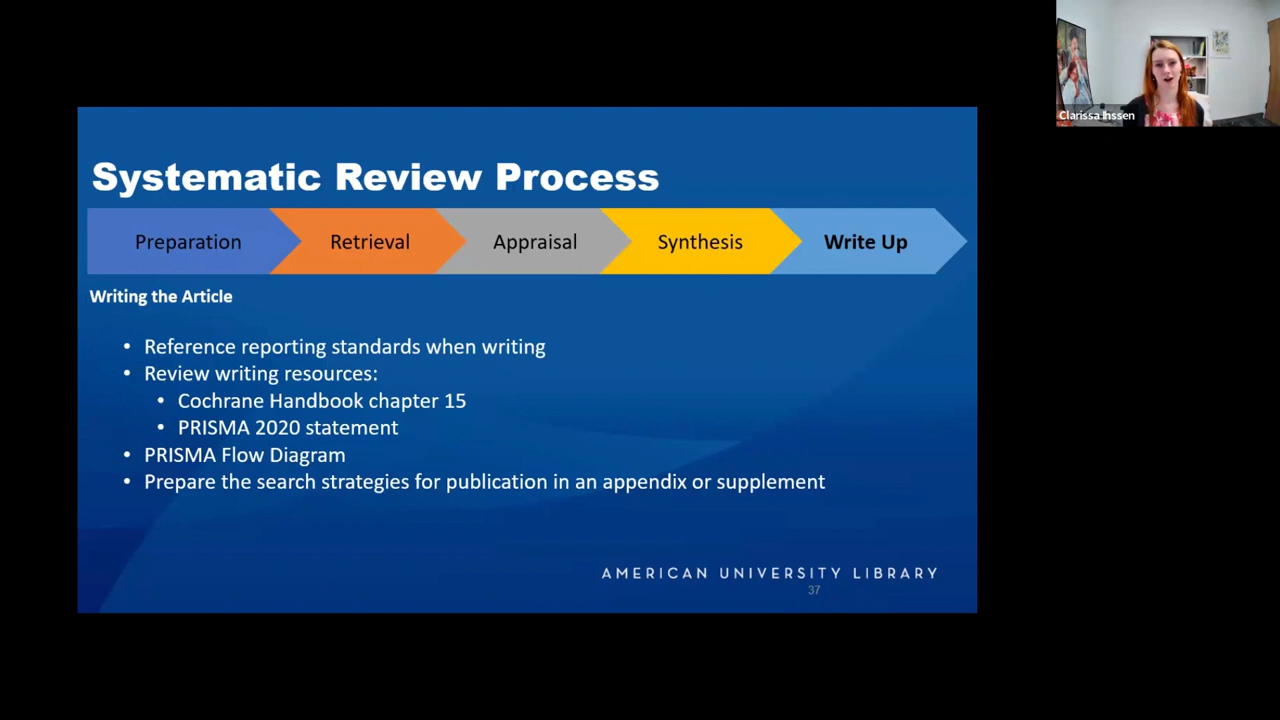 Clarissa Ihssen
Systematic Review Process
Preparation
Retrieval
Appraisal
Synthesis
Write Up
Writing the Article
• Reference reporting standards when writing
• Review writing resources:
• Cochrane Handbook chapter 15
• PRISMA 2020 statement
• PRISMA Flow Diagram
• Prepare the search strategies for publication in an appendix or supplement
AMERICAN UNIVERSITY LIBRARY
37